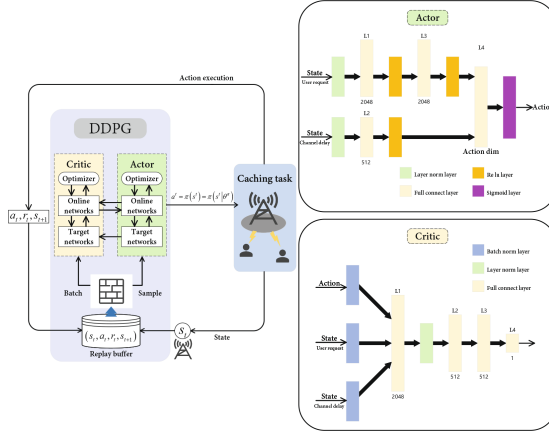 Action execution
DDPG
Critic
Actor
Optimizer
Optimizer
Online
networks
Online
networks
Target
networks
Target
networks
Batch
Sample
Replay buffer
(s_t, a_t, r_t, s_{t+1})
a_t, r_t, s_{t+1}
S_t
State
Caching task
Actor
State
User request
L1
2048
L3
2048
L4
State
Channel delay
L2
512
Action dim
Action
Layer norm layer
Full connect layer
Re lu layer
Sigmoid layer
Critic
Batch norm layer
Layer norm layer
Full connect layer
Action
State
User request
State
Channel delay
L1
2048
L2
512
L3
512
L4
1